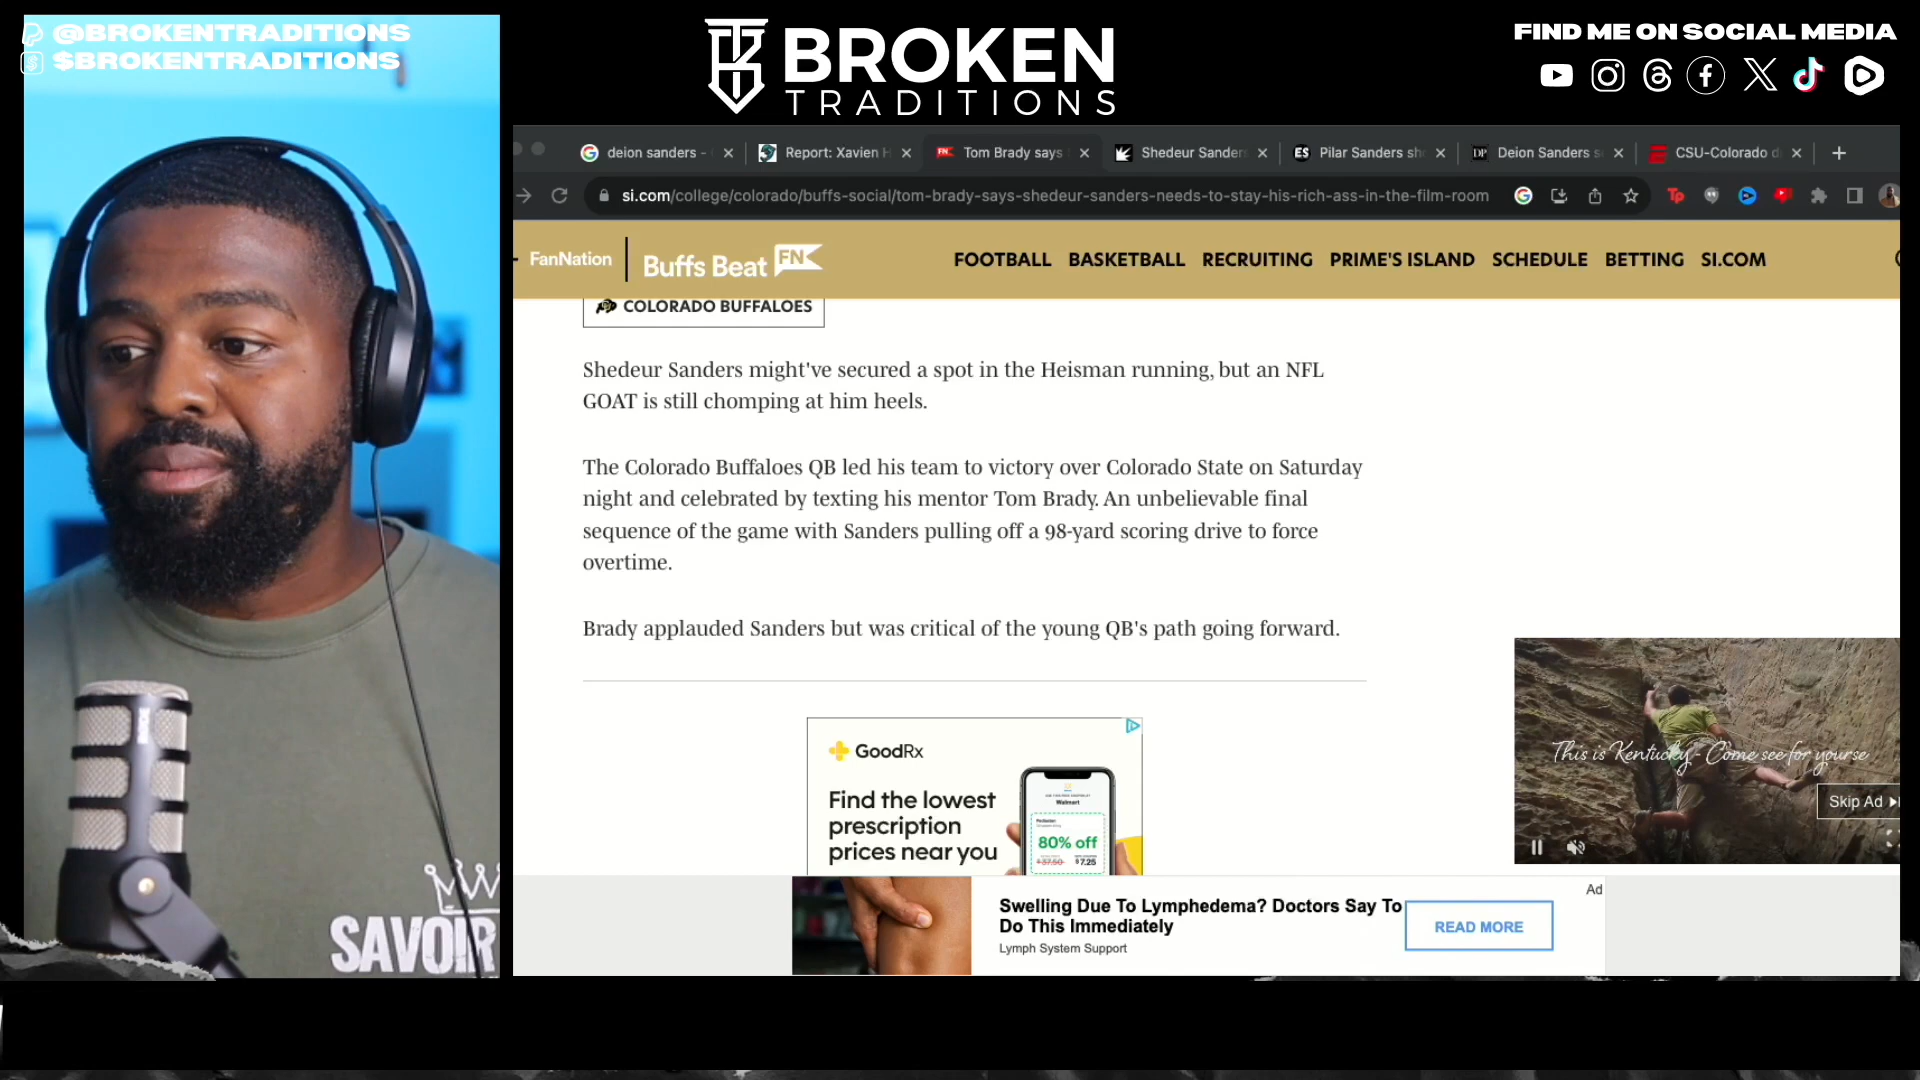 @BROKENTRADITIONS
$BROKENTRADITIONS
BROKEN
TRADITIONS
FIND ME ON SOCIAL MEDIA
deion sanders -
Report: Xavien H
Tom Brady says
Shedeur Sander
Pilar Sanders sh
Deion Sanders s
CSU-Colorado d
si.com/college/colorado/buffs-social/tom-brady-says-shedeur-sanders-needs-to-stay-his-rich-ass-in-the-film-room
FanNation
Buffs Beat FN
FOOTBALL BASKETBALL RECRUITING PRIME'S ISLAND SCHEDULE BETTING SI.COM
COLORADO BUFFALOES
Shedeur Sanders might've secured a spot in the Heisman running, but an NFL
GOAT is still chomping at him heels.
The Colorado Buffaloes QB led his team to victory over Colorado State on Saturday
night and celebrated by texting his mentor Tom Brady. An unbelievable final
sequence of the game with Sanders pulling off a 98-yard scoring drive to force
overtime.
Brady applauded Sanders but was critical of the young QB's path going forward.
GoodRx
Find the lowest
prescription
prices near you
Walmart
80% off
$37.50 $7.25
This is Kentucky - Come see for yourse
Skip Ad
Ad
Swelling Due To Lymphedema? Doctors Say To
Do This Immediately
Lymph System Support
READ MORE
SAVOIR